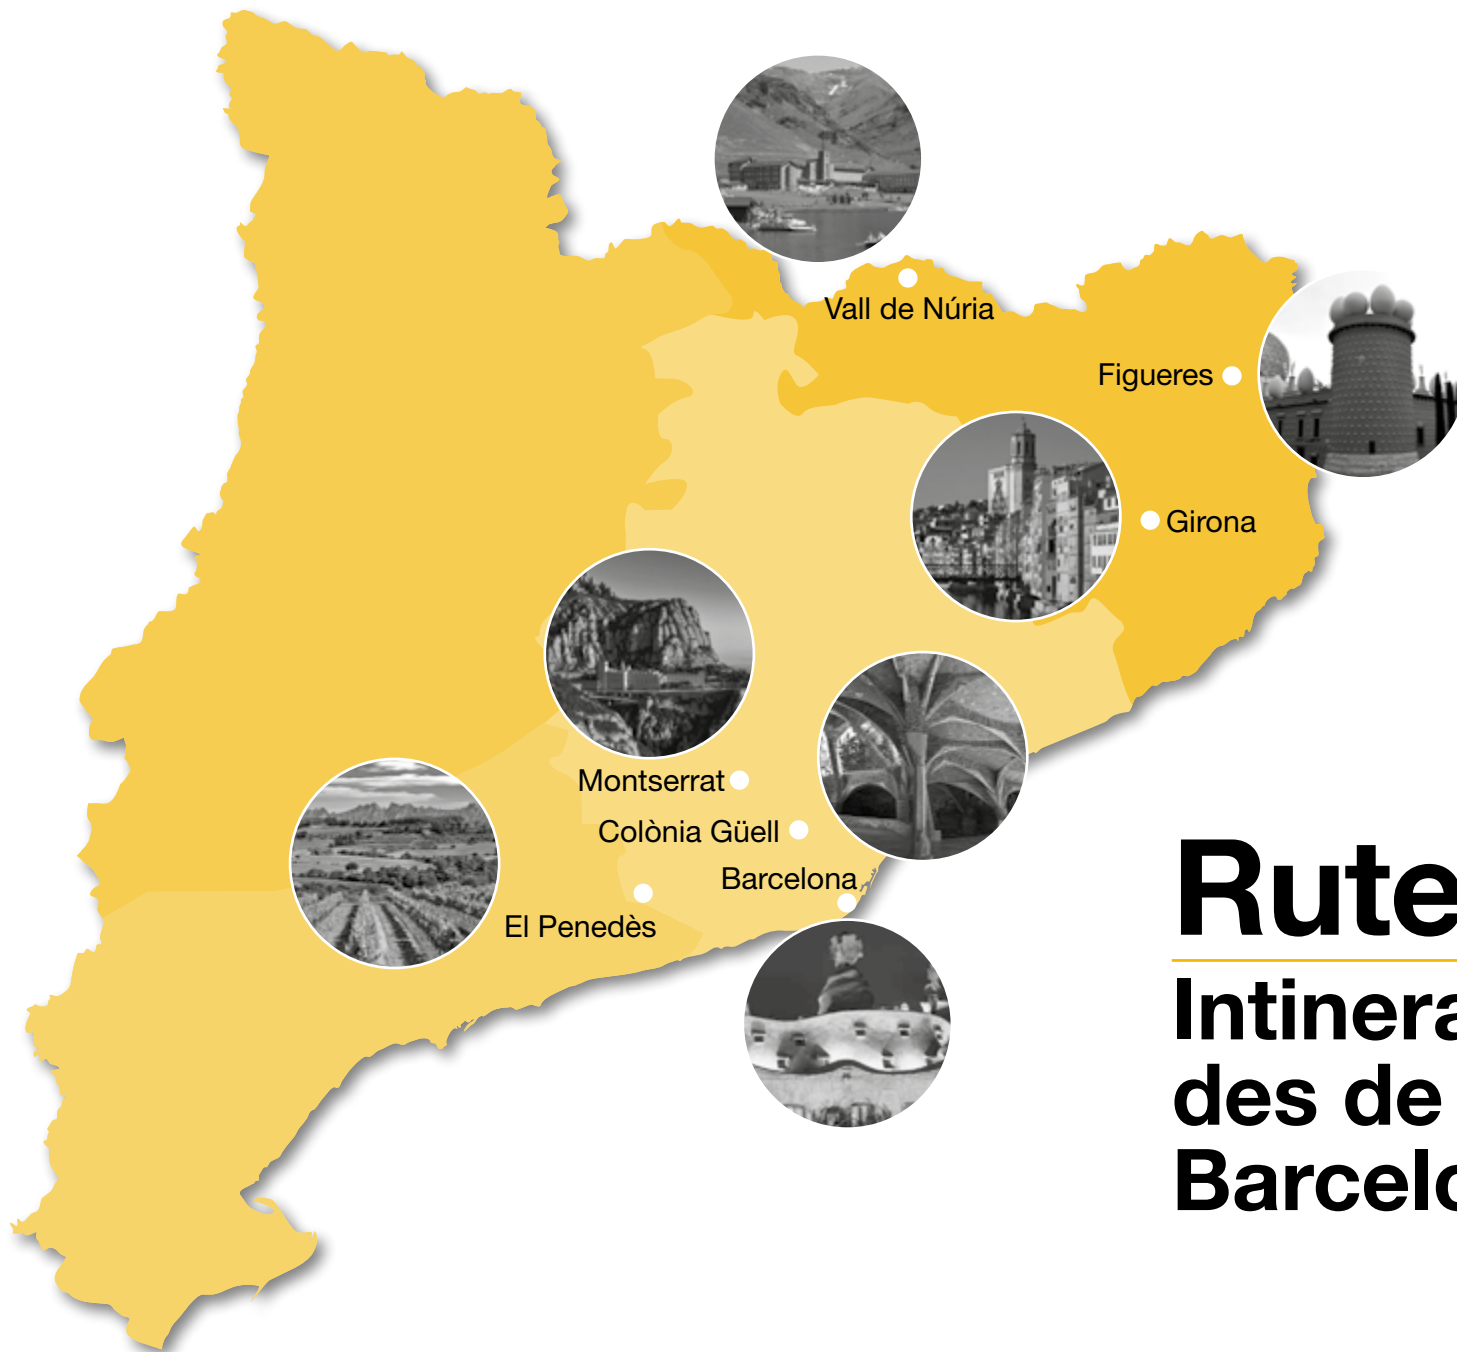 Vall de Núria
Figueres
Girona
Montserrat
Colònia Güell
Barcelona
El Penedès
Rute
Intinera
des de
Barcelo